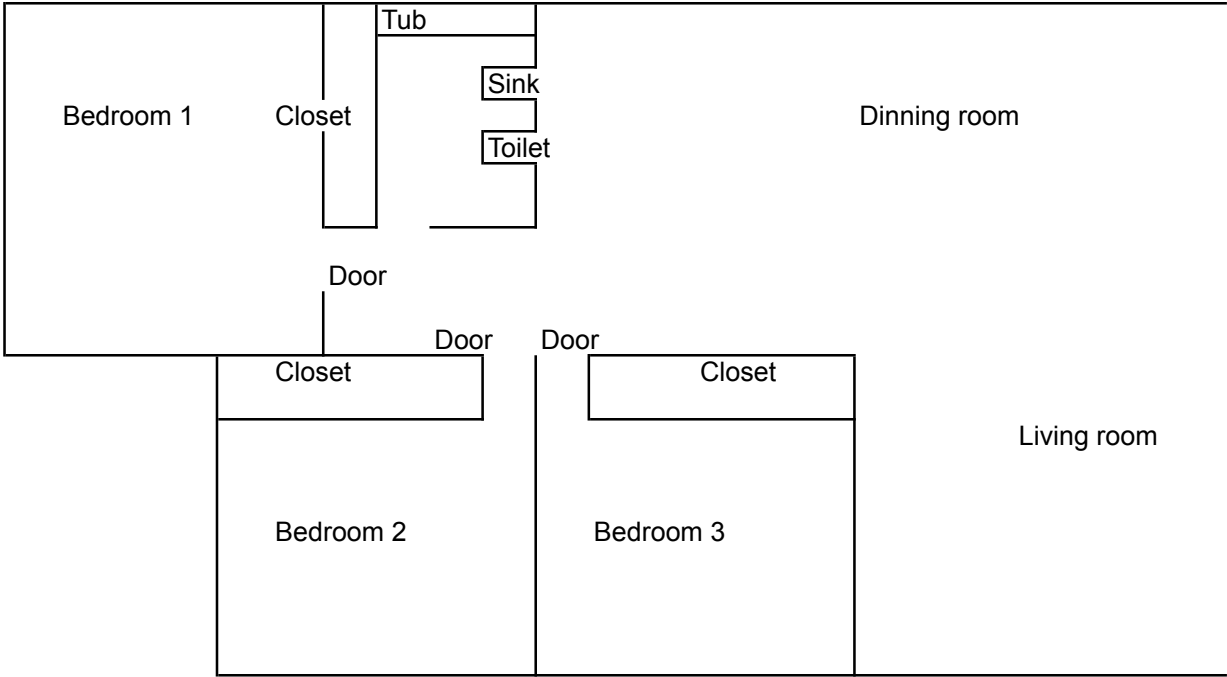 Tub
Sink
Bedroom 1 Closet Dinning room
Toilet
Door
Door Door
Closet Closet
Living room
Bedroom 2 Bedroom 3